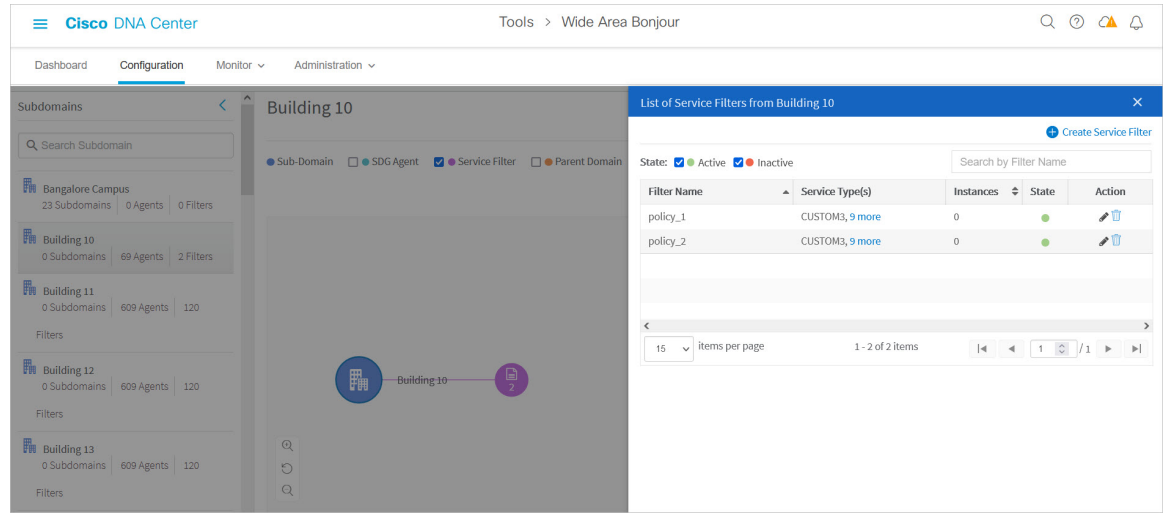 Cisco DNA Center
Tools > Wide Area Bonjour
Dashboard Configuration Monitor Administration
Subdomains
Search Subdomain
Bangalore Campus
23 Subdomains 0 Agents 0 Filters
Building 10
0 Subdomains 69 Agents 2 Filters
Building 11
0 Subdomains 609 Agents 120
Filters
Building 12
0 Subdomains 609 Agents 120
Filters
Building 13
0 Subdomains 609 Agents 120
Filters
Building 10
Sub-Domain SDG Agent Service Filter Parent Domain
Building 10
2
List of Service Filters from Building 10
Create Service Filter
State: Active Inactive
Search by Filter Name
Filter Name Service Type(s) Instances State Action
policy_1 CUSTOM3, 9 more 0
policy_2 CUSTOM3, 9 more 0
15 items per page 1 - 2 of 2 items 1 / 1